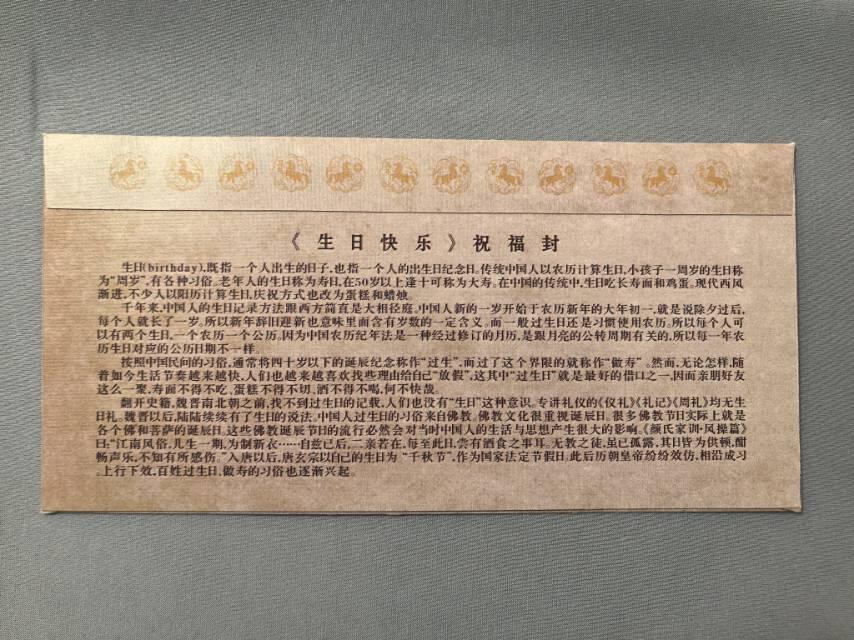 《生日快乐》祝福封
生日(birthday),既指一个人出生的日子,也指一个人的出生日纪念日。传统中国人以农历计算生日,小孩子一周岁的生日称
为“周岁”,有各种习俗。老年人的生日称为寿日,在50岁以上逢十可称为大寿。在中国的传统中,生日吃长寿面和鸡蛋。现代西风
渐进,不少人以阳历计算生日,庆祝方式也改为蛋糕和蜡烛。
千年来,中国人的生日记录方法跟西方简直是大相径庭。中国人新的一岁开始于农历新年的大年初一,就是说除夕过后,
每个人就长了一岁。所以新年辞旧迎新也意味里面含有岁数的一定含义。而一般过生日还是习惯使用农历。所以每个人可
以有两个生日,一个农历一个公历。因为中国农历纪年法是一种经过修订的月历,是跟月亮的公转周期有关的,所以每一年农
历生日对应的公历日期不一样。
按照中国民间的习俗,通常将四十岁以下的诞辰纪念称作“过生”,而过了这个界限的就称作“做寿”。然而,无论怎样,随
着如今生活节奏越来越快,人们也越来越喜欢找些理由给自己“放假”,这其中“过生日”就是最好的借口之一,因而亲朋好友
这么一聚,寿面不得不吃,蛋糕不得不切,酒不得不喝,何不快哉。
翻开史籍,魏晋南北朝之前,找不到过生日的记载,人们也没有“生日”这种意识。专讲礼仪的《仪礼》《礼记》《周礼》均无生
日礼。魏晋以后,陆陆续续有了生日的说法。中国人过生日的习俗来自佛教。佛教文化很重视诞辰日。很多佛教节日实际上就是
各个佛和菩萨的诞辰日。这些佛教诞辰节日的流行必然会对当时中国人的生活与思想产生很大的影响。《颜氏家训·风操篇》
曰:“江南风俗,儿生一期,为制新衣……自兹已后,二亲若在,每至此日,尝有酒食之事耳。无教之徒,虽已孤露,其日皆为供顿,酣
畅声乐,不知有所感伤。”入唐以后,唐玄宗以自己的生日为“千秋节”,作为国家法定节假日。此后历朝皇帝纷纷效仿,相沿成习
。上行下效,百姓过生日,做寿的习俗也逐渐兴起。